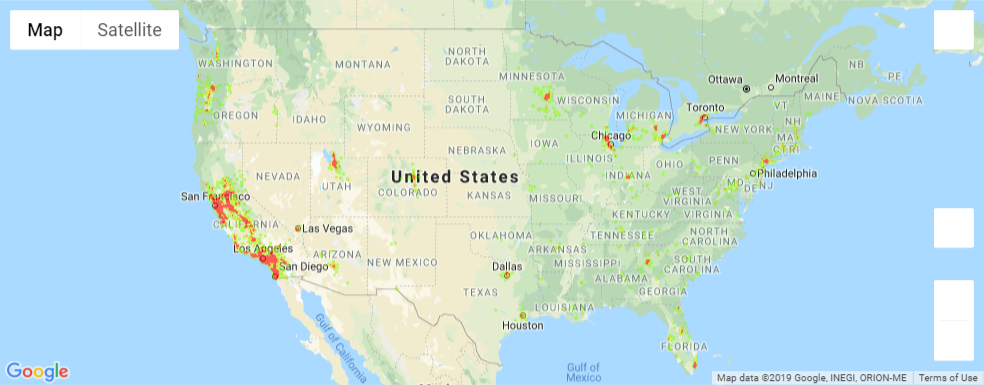 Map Satellite
WASHINGTON
MONTANA
NORTH
DAKOTA
MINNESOTA
Ottawa
Montreal
NB
PE
MAINE
NOVA SCOTIA
OREGON
IDAHO
SOUTH
DAKOTA
WISCONSIN
MICHIGAN
Toronto
VT
NH
NEW YORK
MA
CT RI
WYOMING
Chicago
IOWA
NEBRASKA
ILLINOIS
INDIANA
OHIO
PENN
Philadelphia
MD
DE NJ
NEVADA
UTAH
United States
COLORADO
KANSAS
MISSOURI
WEST
VIRGINIA
KENTUCKY
VIRGINIA
San Francisco
CALIFORNIA
Las Vegas
OKLAHOMA
TENNESSEE
NORTH
CAROLINA
Los Angeles
ARIZONA
NEW MEXICO
ARKANSAS
MISSISSIPPI
SOUTH
CAROLINA
San Diego
Dallas
ALABAMA
GEORGIA
TEXAS
LOUISIANA
Houston
Gulf of
California
FLORIDA
Gulf of
Mexico
Google
Map data ©2019 Google, INEGI, ORION-ME Terms of Use